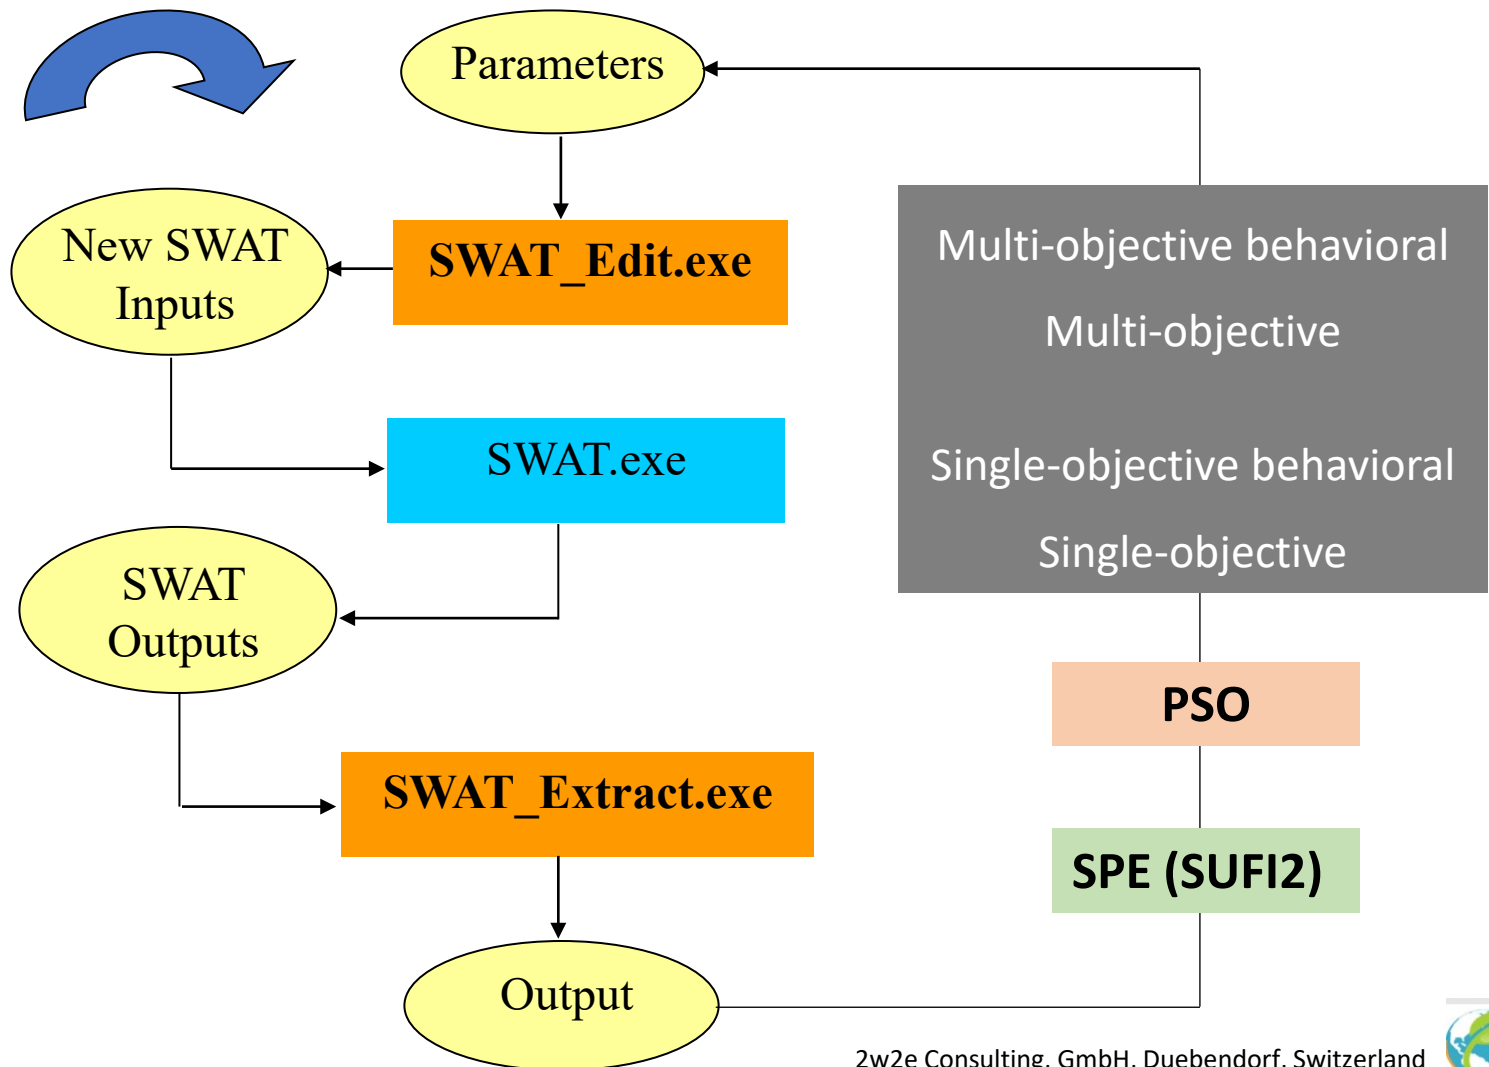 Parameters
New SWAT
Inputs
SWAT_Edit.exe
SWAT.exe
SWAT
Outputs
SWAT_Extract.exe
Output
Multi-objective behavioral
Multi-objective
Single-objective behavioral
Single-objective
PSO
SPE (SUFI2)
2w2e Consulting, GmbH, Duebendorf, Switzerland